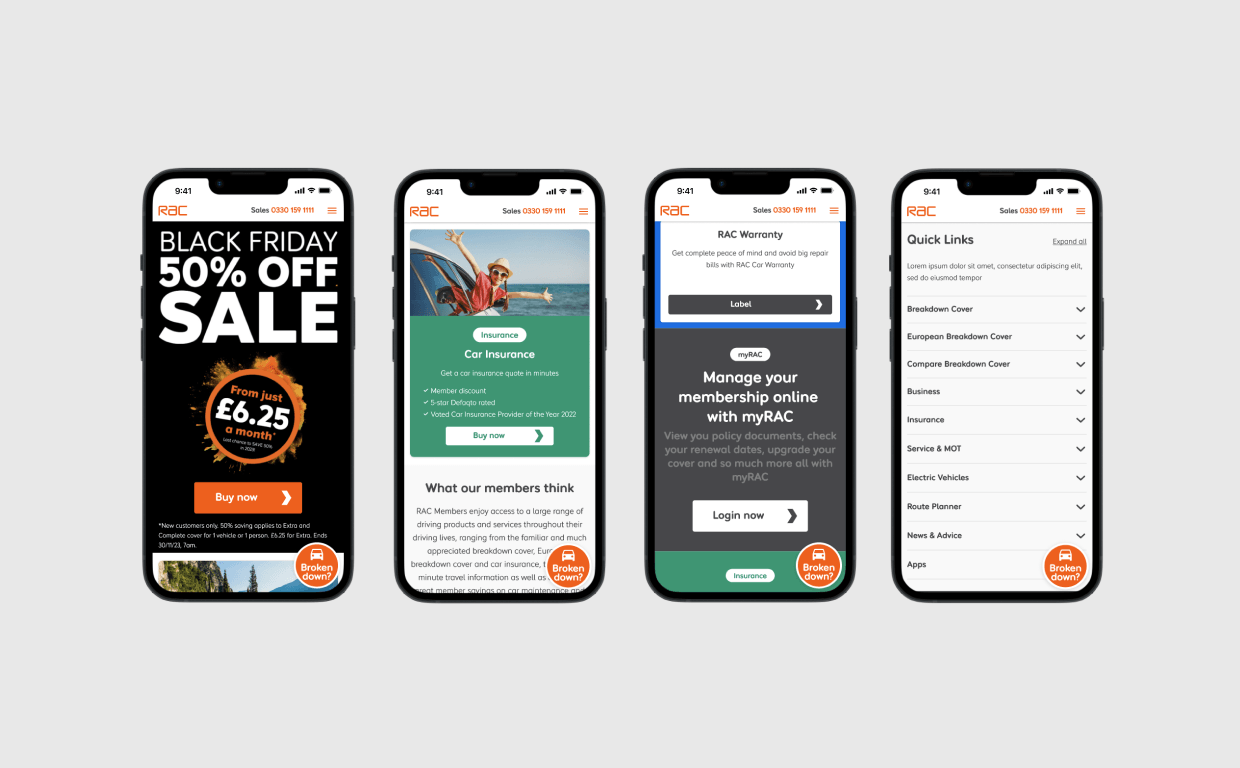 9:41
RAC
Sales 0330 159 1111
BLACK FRIDAY
50% OFF
SALE
From just
£6.25
a month*
Last chance to SAVE 50%
in 2023!
Buy now
*New customers only. 50% saving applies to Extra and
Complete cover for 1 vehicle or 1 person. £6.25 for Extra. Ends
30/11/23, 7am.
Broken
down?
9:41
RAC
Sales 0330 159 1111
Insurance
Car Insurance
Get a car insurance quote in minutes
Member discount
5-star Defaqto rated
Voted Car Insurance Provider of the Year 2022
Buy now
What our members think
RAC Members enjoy access to a large range of
driving products and services throughout their
driving lives, ranging from the familiar and much
appreciated breakdown cover,
breakdown cover and car insurance,
minute travel information as well as
great member savings on car maintenance and
Broken
down?
9:41
RAC
Sales 0330 159 1111
RAC Warranty
Get complete peace of mind and avoid big repair
bills with RAC Car Warranty
Label
myRAC
Manage your
membership online
with myRAC
View you policy documents, check
your renewal dates, upgrade your
cover and so much more all with
myRAC
Login now
Insurance
Broken
down?
9:41
RAC
Sales 0330 159 1111
Quick Links
Expand all
Lorem ipsum dolor sit amet, consectetur adipiscing elit,
sed do eiusmod tempor
Breakdown Cover
European Breakdown Cover
Compare Breakdown Cover
Business
Insurance
Service & MOT
Electric Vehicles
Route Planner
News & Advice
Apps
Broken
down?